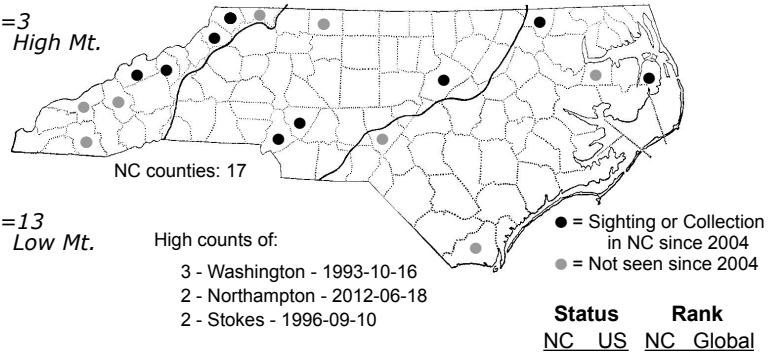 =3
High Mt.
NC counties: 17
=13
Low Mt.
High counts of:
3 - Washington - 1993-10-16
2 - Northampton - 2012-06-18
2 - Stokes - 1996-09-10
= Sighting or Collection
in NC since 2004
= Not seen since 2004
Status Rank
NC US NC Global